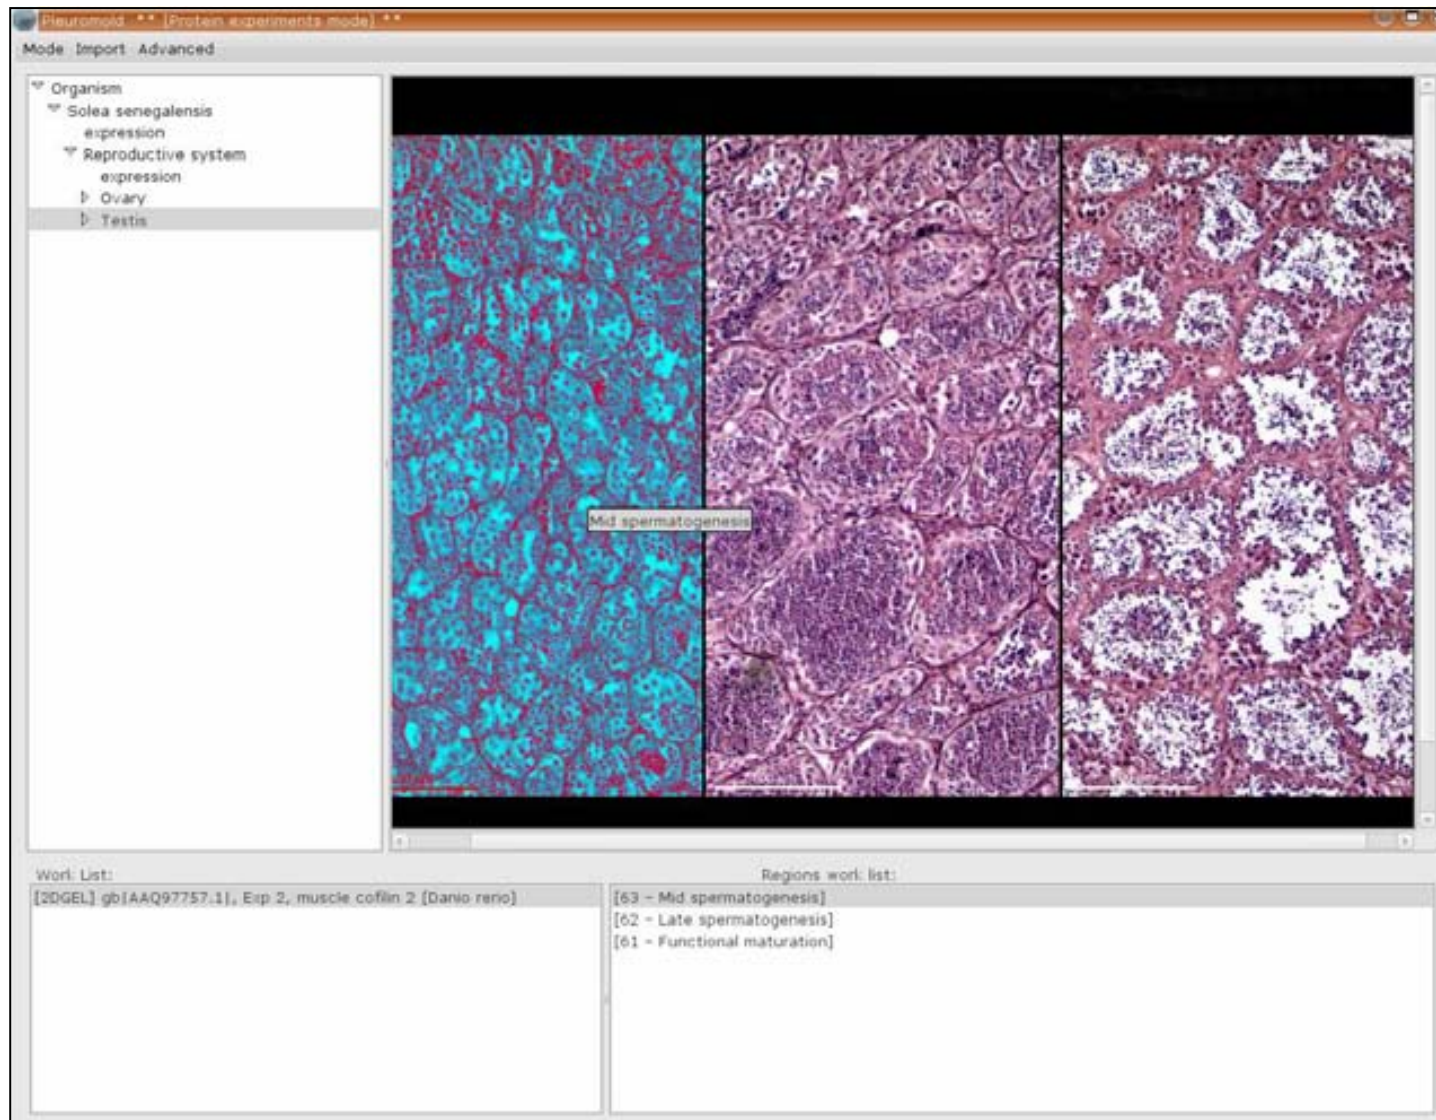 Pleuromold ** [Protein experiments mode] **
Mode Import Advanced
Organism
Solea senegalensis
expression
Reproductive system
expression
Ovary
Testis
Mid spermatogenesis
Work List:
[2DGEL] gb|AAQ97757.1|, Exp 2, muscle cofilin 2 [Danio rerio]
Regions work list:
[63 - Mid spermatogenesis]
[62 - Late spermatogenesis]
[61 - Functional maturation]